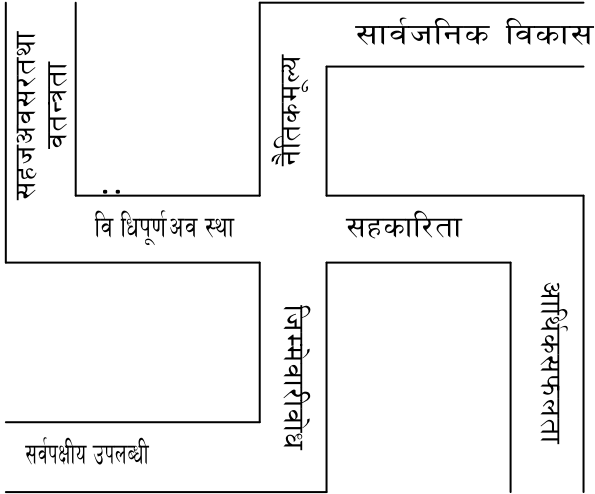 सार्वजनिक विकास
सहजअवसरतथा
वतन्त्रता
नैतिकमूल्य
वि धिपूर्णअव स्था
सहकारिता
आर्थिकसफलता
जिम्मेवारीवोध
सर्वपक्षीय उपलब्धी